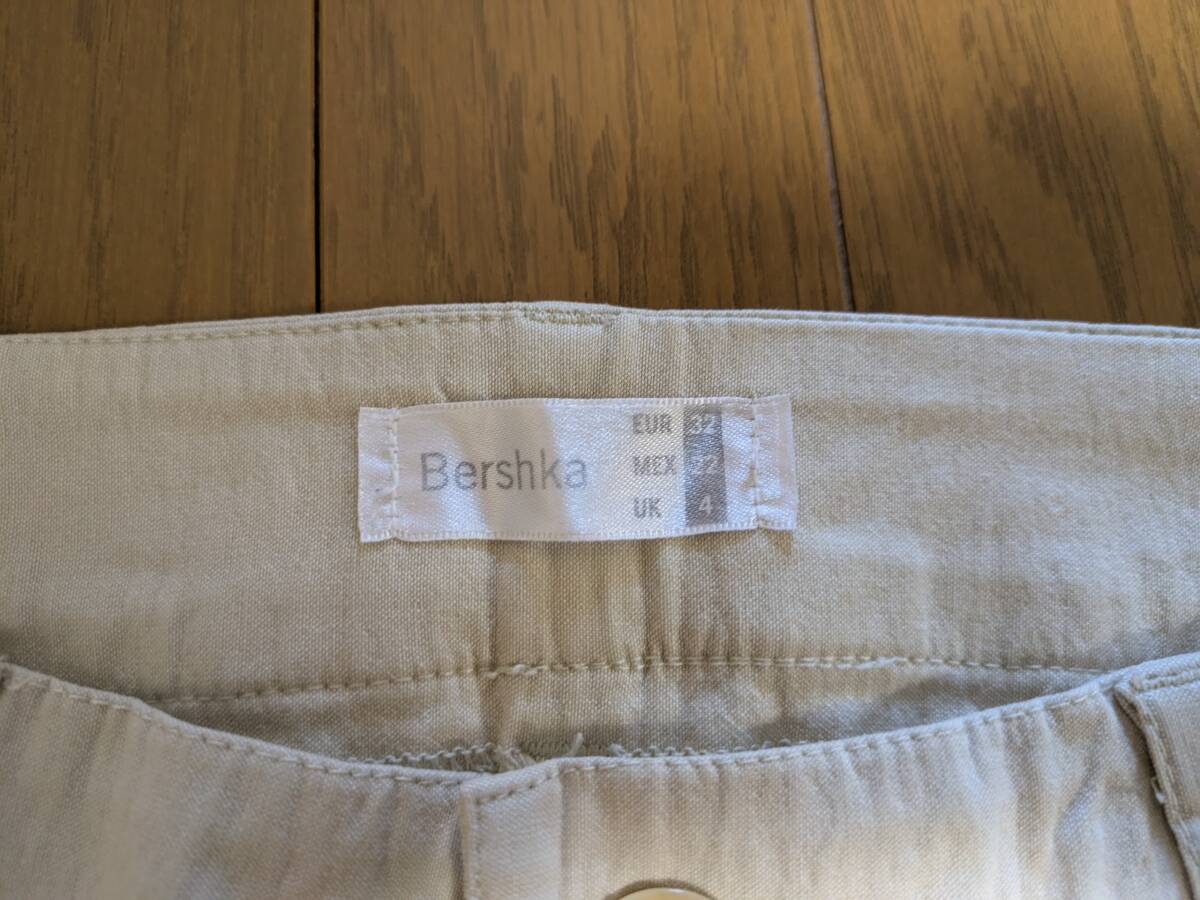 Bershka
EUR 32
MEX 22
UK 4